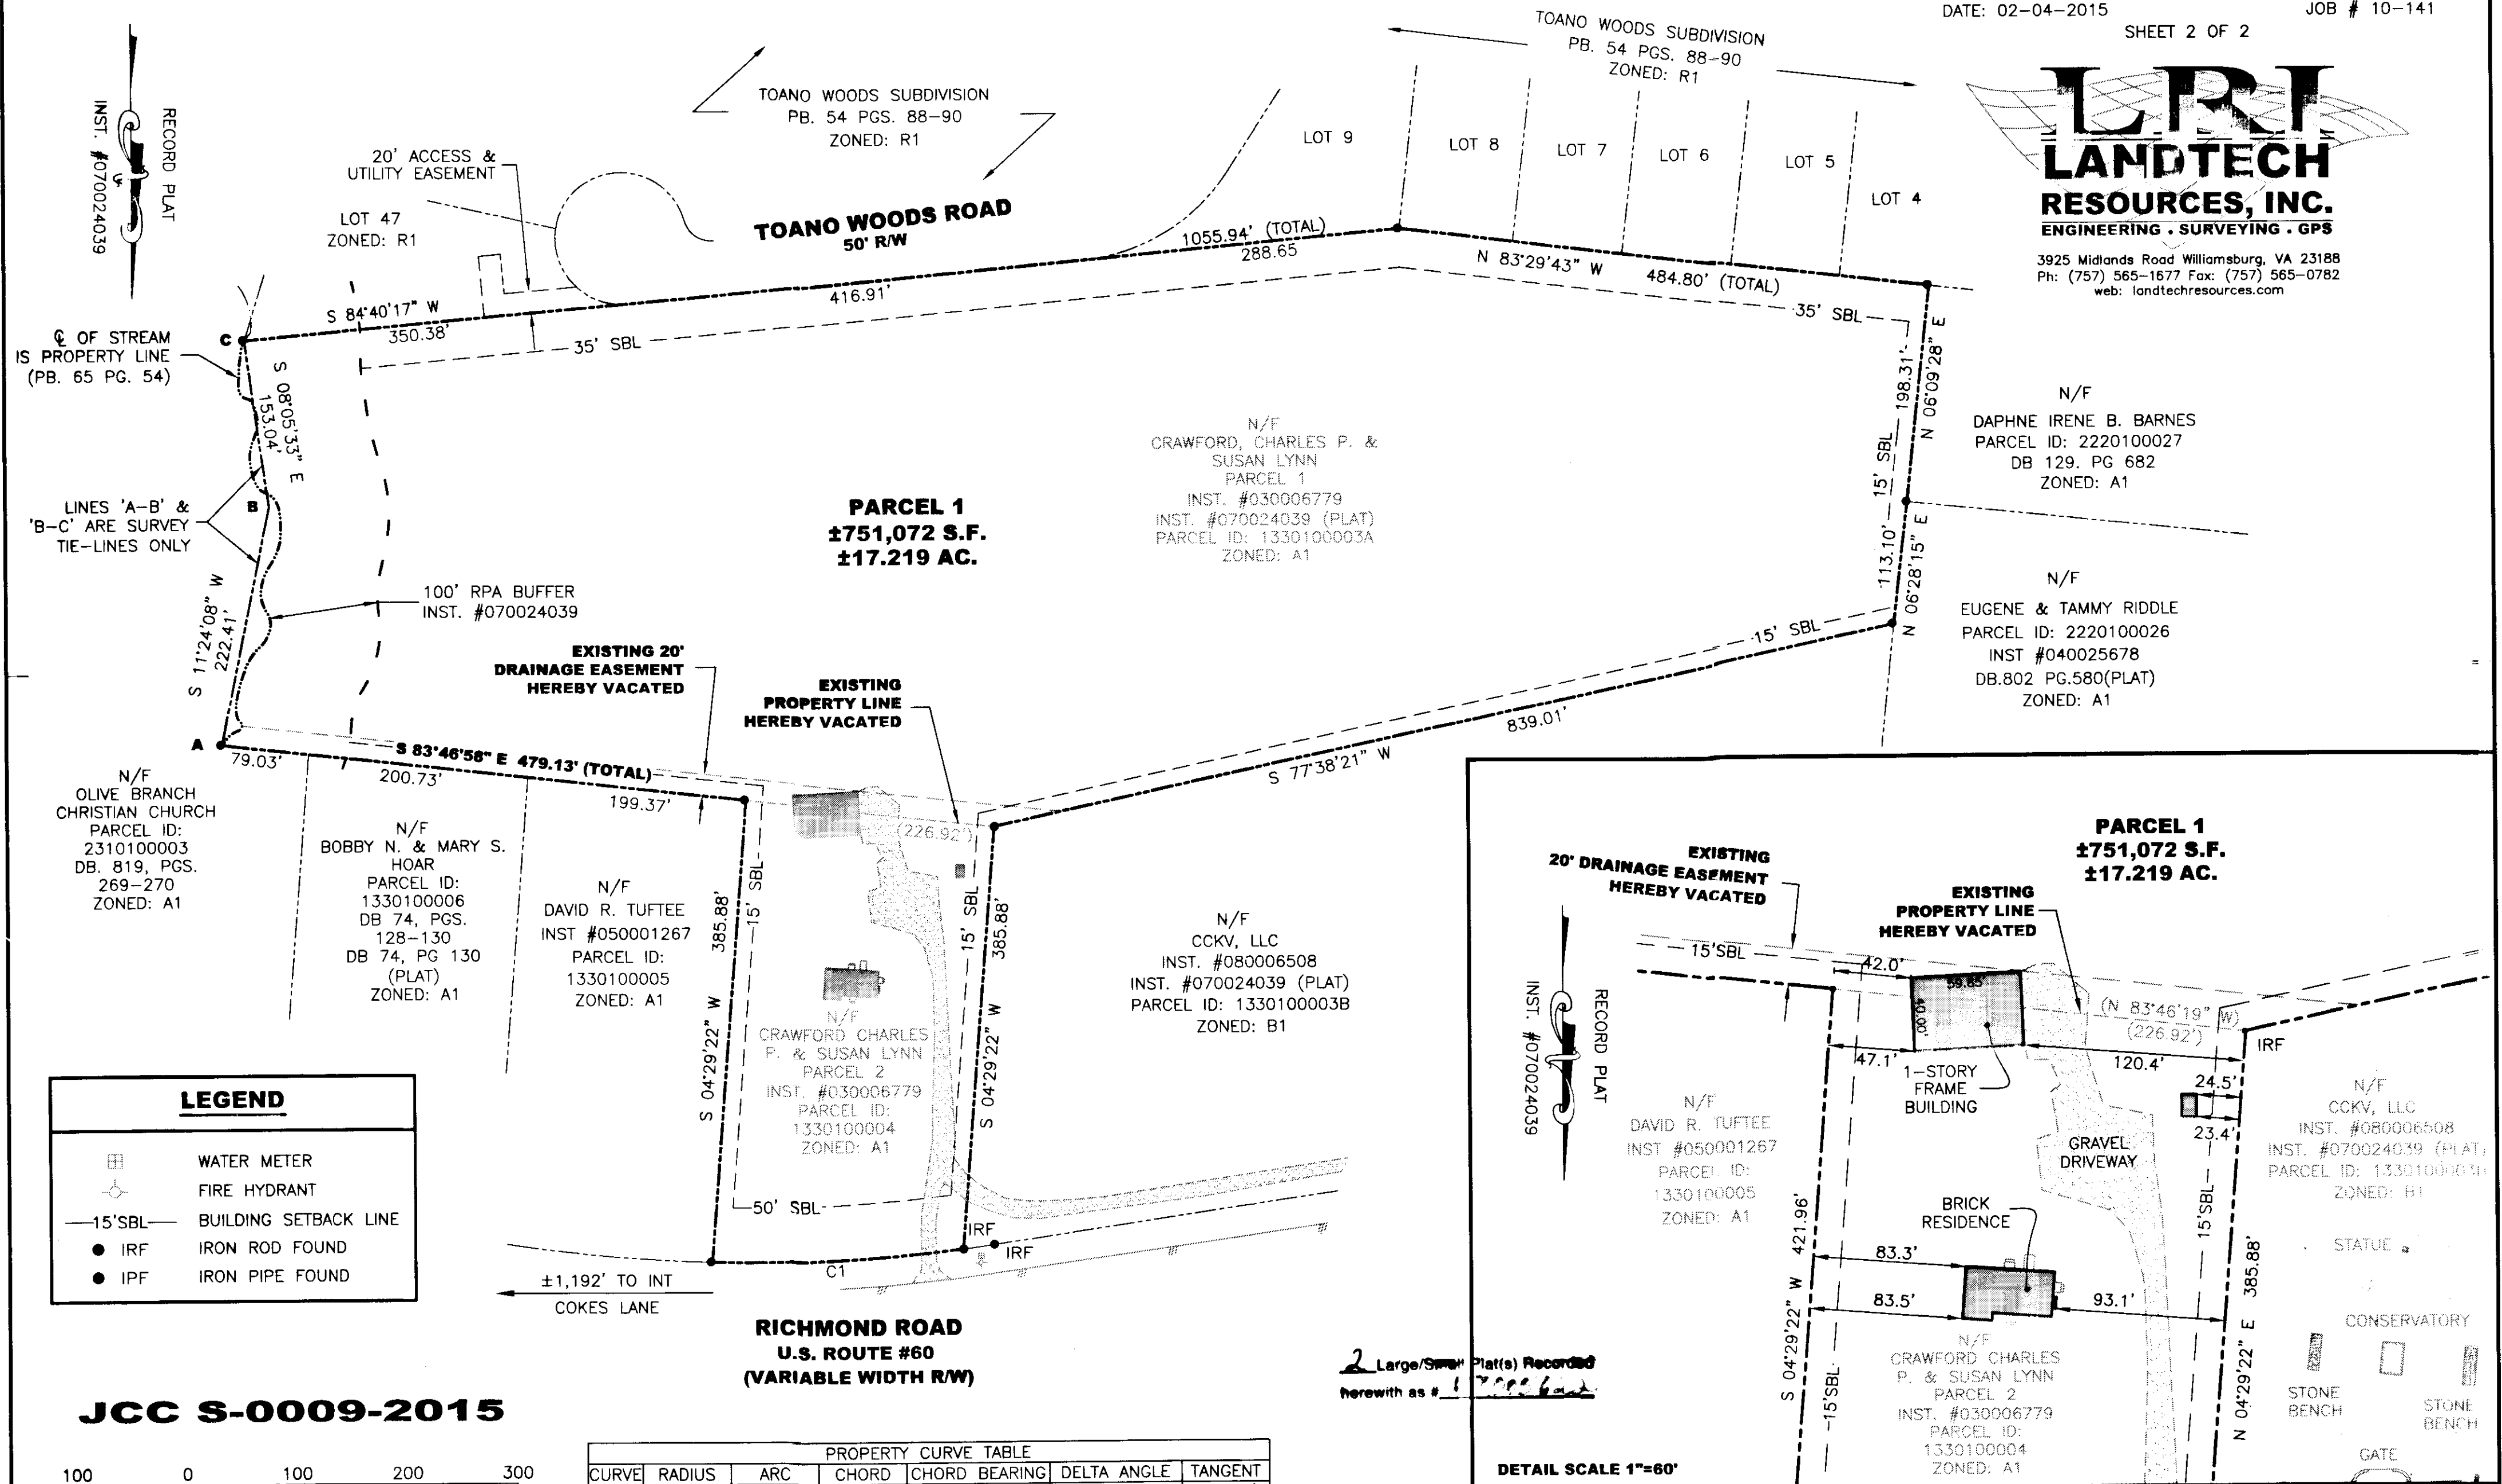 DATE: 02-04-2015
JOB # 10-141
SHEET 2 OF 2
LRI
LANDTECH
RESOURCES, INC.
ENGINEERING . SURVEYING . GPS
3925 Midlands Road Williamsburg, VA 23188
Ph: (757) 565-1677 Fax: (757) 565-0782
web: landtechresources.com
RECORD PLAT
INST. #070024039
TOANO WOODS SUBDIVISION
PB. 54 PGS. 88-90
ZONED: R1
TOANO WOODS SUBDIVISION
PB. 54 PGS. 88-90
ZONED: R1
20' ACCESS &
UTILITY EASEMENT
LOT 47
ZONED: R1
TOANO WOODS ROAD
50' R/W
LOT 9
LOT 8
LOT 7
LOT 6
LOT 5
LOT 4
1055.94' (TOTAL)
288.65
N 83°29'43" W
484.80' (TOTAL)
S 84°40'17" W
350.38'
416.91'
35' SBL
35' SBL
C
℄ OF STREAM
IS PROPERTY LINE
(PB. 65 PG. 54)
S 08°05'33" E
153.04'
LINES 'A-B' &
'B-C' ARE SURVEY
TIE-LINES ONLY
B
S 11°24'08" W
222.41'
100' RPA BUFFER
INST. #070024039
PARCEL 1
±751,072 S.F.
±17.219 AC.
N/F
CRAWFORD, CHARLES P. &
SUSAN LYNN
PARCEL 1
INST. #030006779
INST. #070024039 (PLAT)
PARCEL ID: 1330100003A
ZONED: A1
15' SBL
198.31'
N 06°09'28" E
113.10'
N 06°28'15" E
N/F
DAPHNE IRENE B. BARNES
PARCEL ID: 2220100027
DB 129. PG 682
ZONED: A1
N/F
EUGENE & TAMMY RIDDLE
PARCEL ID: 2220100026
INST #040025678
DB.802 PG.580(PLAT)
ZONED: A1
EXISTING 20'
DRAINAGE EASEMENT
HEREBY VACATED
EXISTING
PROPERTY LINE
HEREBY VACATED
15' SBL
839.01'
S 77°38'21" W
A
79.03'
S 83°46'58" E 479.13' (TOTAL)
200.73'
199.37'
(226.92')
N/F
OLIVE BRANCH
CHRISTIAN CHURCH
PARCEL ID:
2310100003
DB. 819, PGS.
269-270
ZONED: A1
N/F
BOBBY N. & MARY S.
HOAR
PARCEL ID:
1330100006
DB 74, PGS.
128-130
DB 74, PG 130
(PLAT)
ZONED: A1
N/F
DAVID R. TUFTEE
INST #050001267
PARCEL ID:
1330100005
ZONED: A1
385.88'
S 04°29'22" W
15' SBL
N/F
CRAWFORD CHARLES
P. & SUSAN LYNN
PARCEL 2
INST. #030006779
PARCEL ID:
1330100004
ZONED: A1
15' SBL
385.88'
S 04°29'22" W
N/F
CCKV, LLC
INST. #080006508
INST. #070024039 (PLAT)
PARCEL ID: 1330100003B
ZONED: B1
50' SBL
IRF
IRF
C1
±1,192' TO INT
COKES LANE
RICHMOND ROAD
U.S. ROUTE #60
(VARIABLE WIDTH R/W)
LEGEND
WATER METER
FIRE HYDRANT
15'SBL BUILDING SETBACK LINE
IRF IRON ROD FOUND
IPF IRON PIPE FOUND
JCC S-0009-2015
100 0 100 200 300
PROPERTY CURVE TABLE
CURVE RADIUS ARC CHORD CHORD BEARING DELTA ANGLE TANGENT
2 Large/Small Plat(s) Recorded
herewith as #
PARCEL 1
±751,072 S.F.
±17.219 AC.
EXISTING
20' DRAINAGE EASEMENT
HEREBY VACATED
EXISTING
PROPERTY LINE
HEREBY VACATED
RECORD PLAT
INST. #070024039
15'SBL
42.0'
59.85'
40.00'
(N 83°46'19" W)
(226.92')
IRF
47.1'
120.4'
1-STORY
FRAME
BUILDING
24.5'
23.4'
GRAVEL
DRIVEWAY
N/F
DAVID R. TUFTEE
INST #050001267
PARCEL ID:
1330100005
ZONED: A1
N/F
CCKV, LLC
INST. #080006508
INST. #070024039 (PLAT)
PARCEL ID: 1330100003B
ZONED: B1
BRICK
RESIDENCE
83.3'
83.5'
93.1'
S 04°29'22" W 421.96'
15'SBL
15'SBL
N 04°29'22" E 385.88'
STATUE
CONSERVATORY
STONE
BENCH
STONE
BENCH
GATE
N/F
CRAWFORD CHARLES
P. & SUSAN LYNN
PARCEL 2
INST. #030006779
PARCEL ID:
1330100004
ZONED: A1
DETAIL SCALE 1"=60'